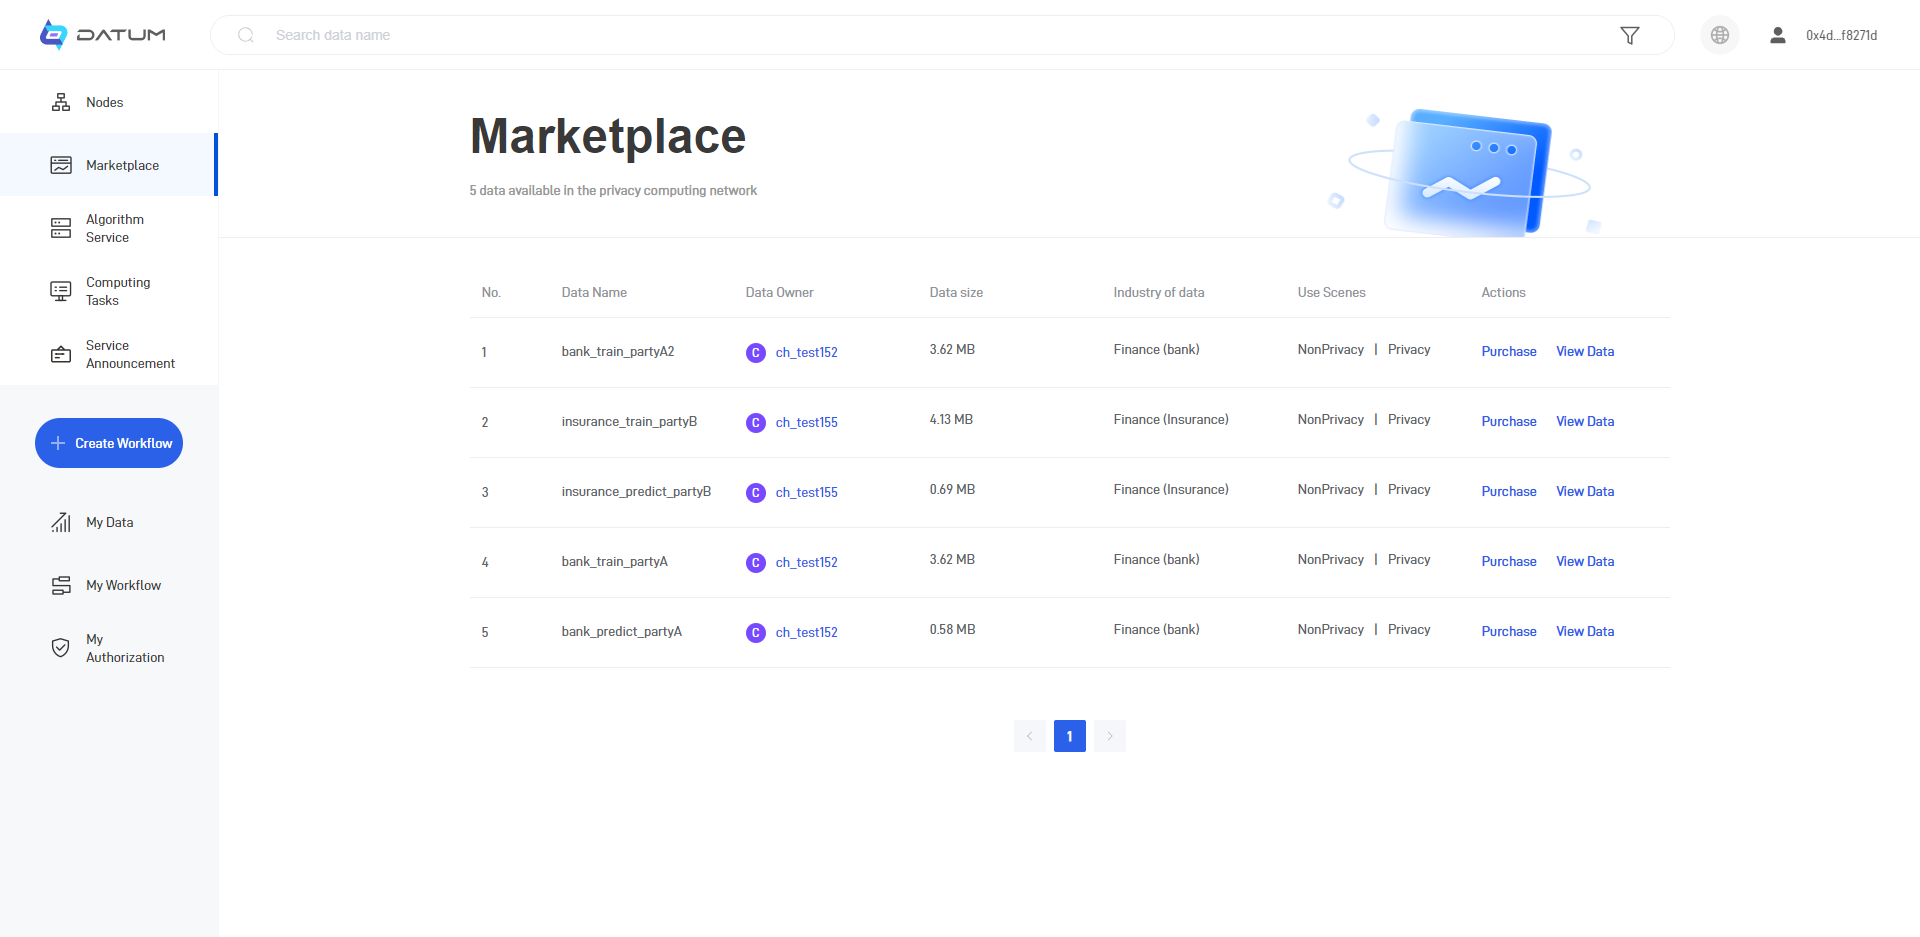 DATUM
Search data name
0x4d...f8271d
Nodes
Marketplace
Algorithm
Service
Computing
Tasks
Service
Announcement
Create Workflow
My Data
My Workflow
My
Authorization
Marketplace
5 data available in the privacy computing network
No. Data Name Data Owner Data size Industry of data Use Scenes Actions
1 bank_train_partyA2 C ch_test152 3.62 MB Finance (bank) NonPrivacy | Privacy Purchase View Data
2 insurance_train_partyB C ch_test155 4.13 MB Finance (Insurance) NonPrivacy | Privacy Purchase View Data
3 insurance_predict_partyB C ch_test155 0.69 MB Finance (Insurance) NonPrivacy | Privacy Purchase View Data
4 bank_train_partyA C ch_test152 3.62 MB Finance (bank) NonPrivacy | Privacy Purchase View Data
5 bank_predict_partyA C ch_test152 0.58 MB Finance (bank) NonPrivacy | Privacy Purchase View Data
1